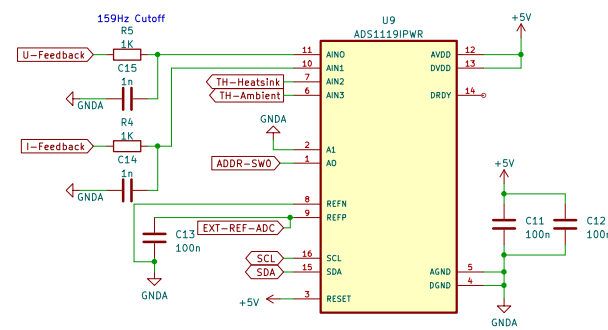 159Hz Cutoff
R5
1K
U-Feedback
C15
1n
GNDA
R4
1K
I-Feedback
C14
1n
GNDA
TH-Heatsink
TH-Ambient
GNDA
ADDR-SW0
C13
100n
EXT-REF-ADC
GNDA
SCL
SDA
+5V
U9
ADS1119IPWR
11 AIN0
10 AIN1
7 AIN2
6 AIN3
2 A1
1 A0
8 REFN
9 REFP
16 SCL
15 SDA
3 RESET
AVDD 12
DVDD 13
DRDY 14
AGND 5
DGND 4
+5V
+5V
C11
100n
C12
GNDA